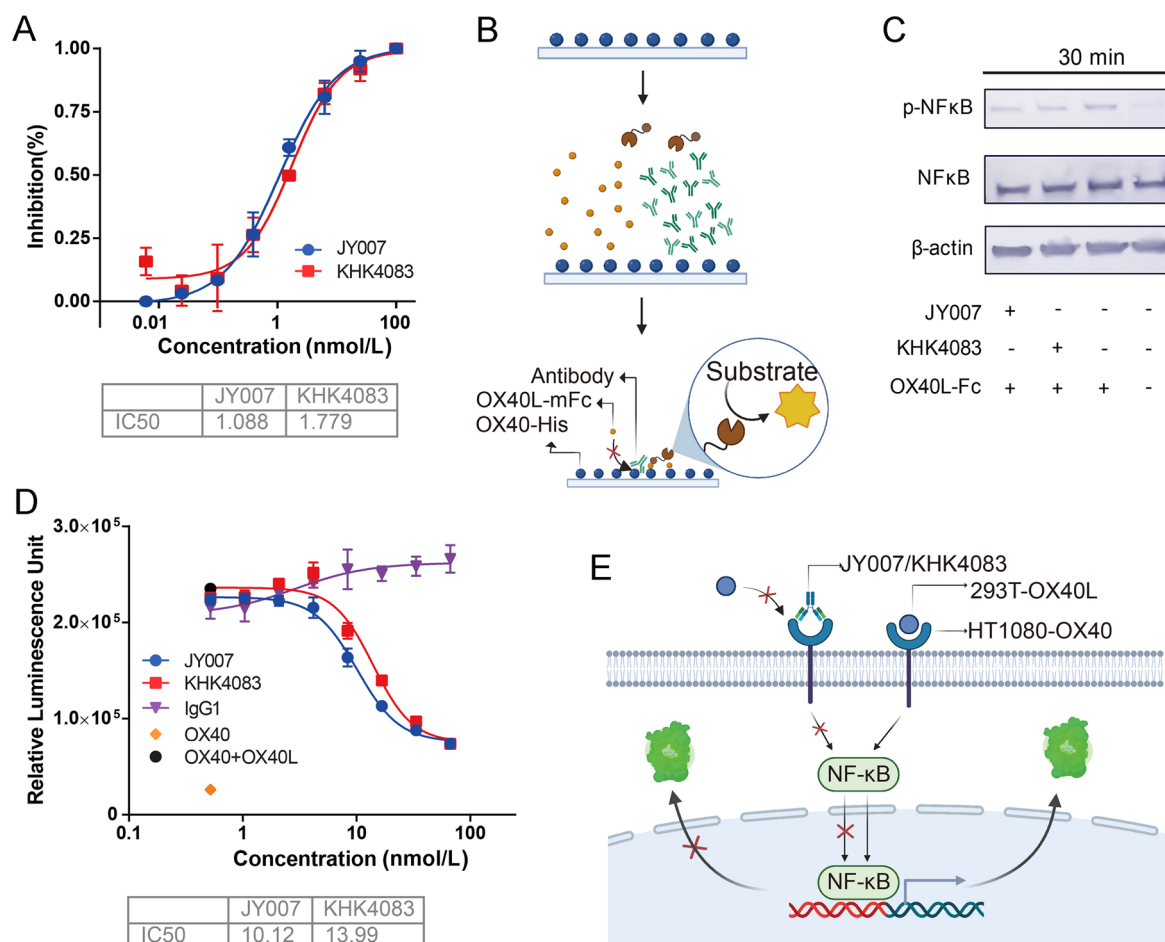 A
1.00
0.75
0.50
0.25
0.00
Inhibition(%)
JY007
KHK4083
0.01 1 100
Concentration (nmol/L)
JY007 KHK4083
IC50 1.088 1.779
B
Antibody
OX40L-mFc
OX40-His
Substrate
C
30 min
p-NFκB
NFκB
β-actin
JY007 + - - -
KHK4083 - + - -
OX40L-Fc + + + -
D
3.0×10⁵
2.0×10⁵
1.0×10⁵
0
Relative Luminescence Unit
JY007
KHK4083
IgG1
OX40
OX40+OX40L
0.1 1 10 100
Concentration (nmol/L)
JY007 KHK4083
IC50 10.12 13.99
E
JY007/KHK4083
293T-OX40L
HT1080-OX40
NF-κB
NF-κB